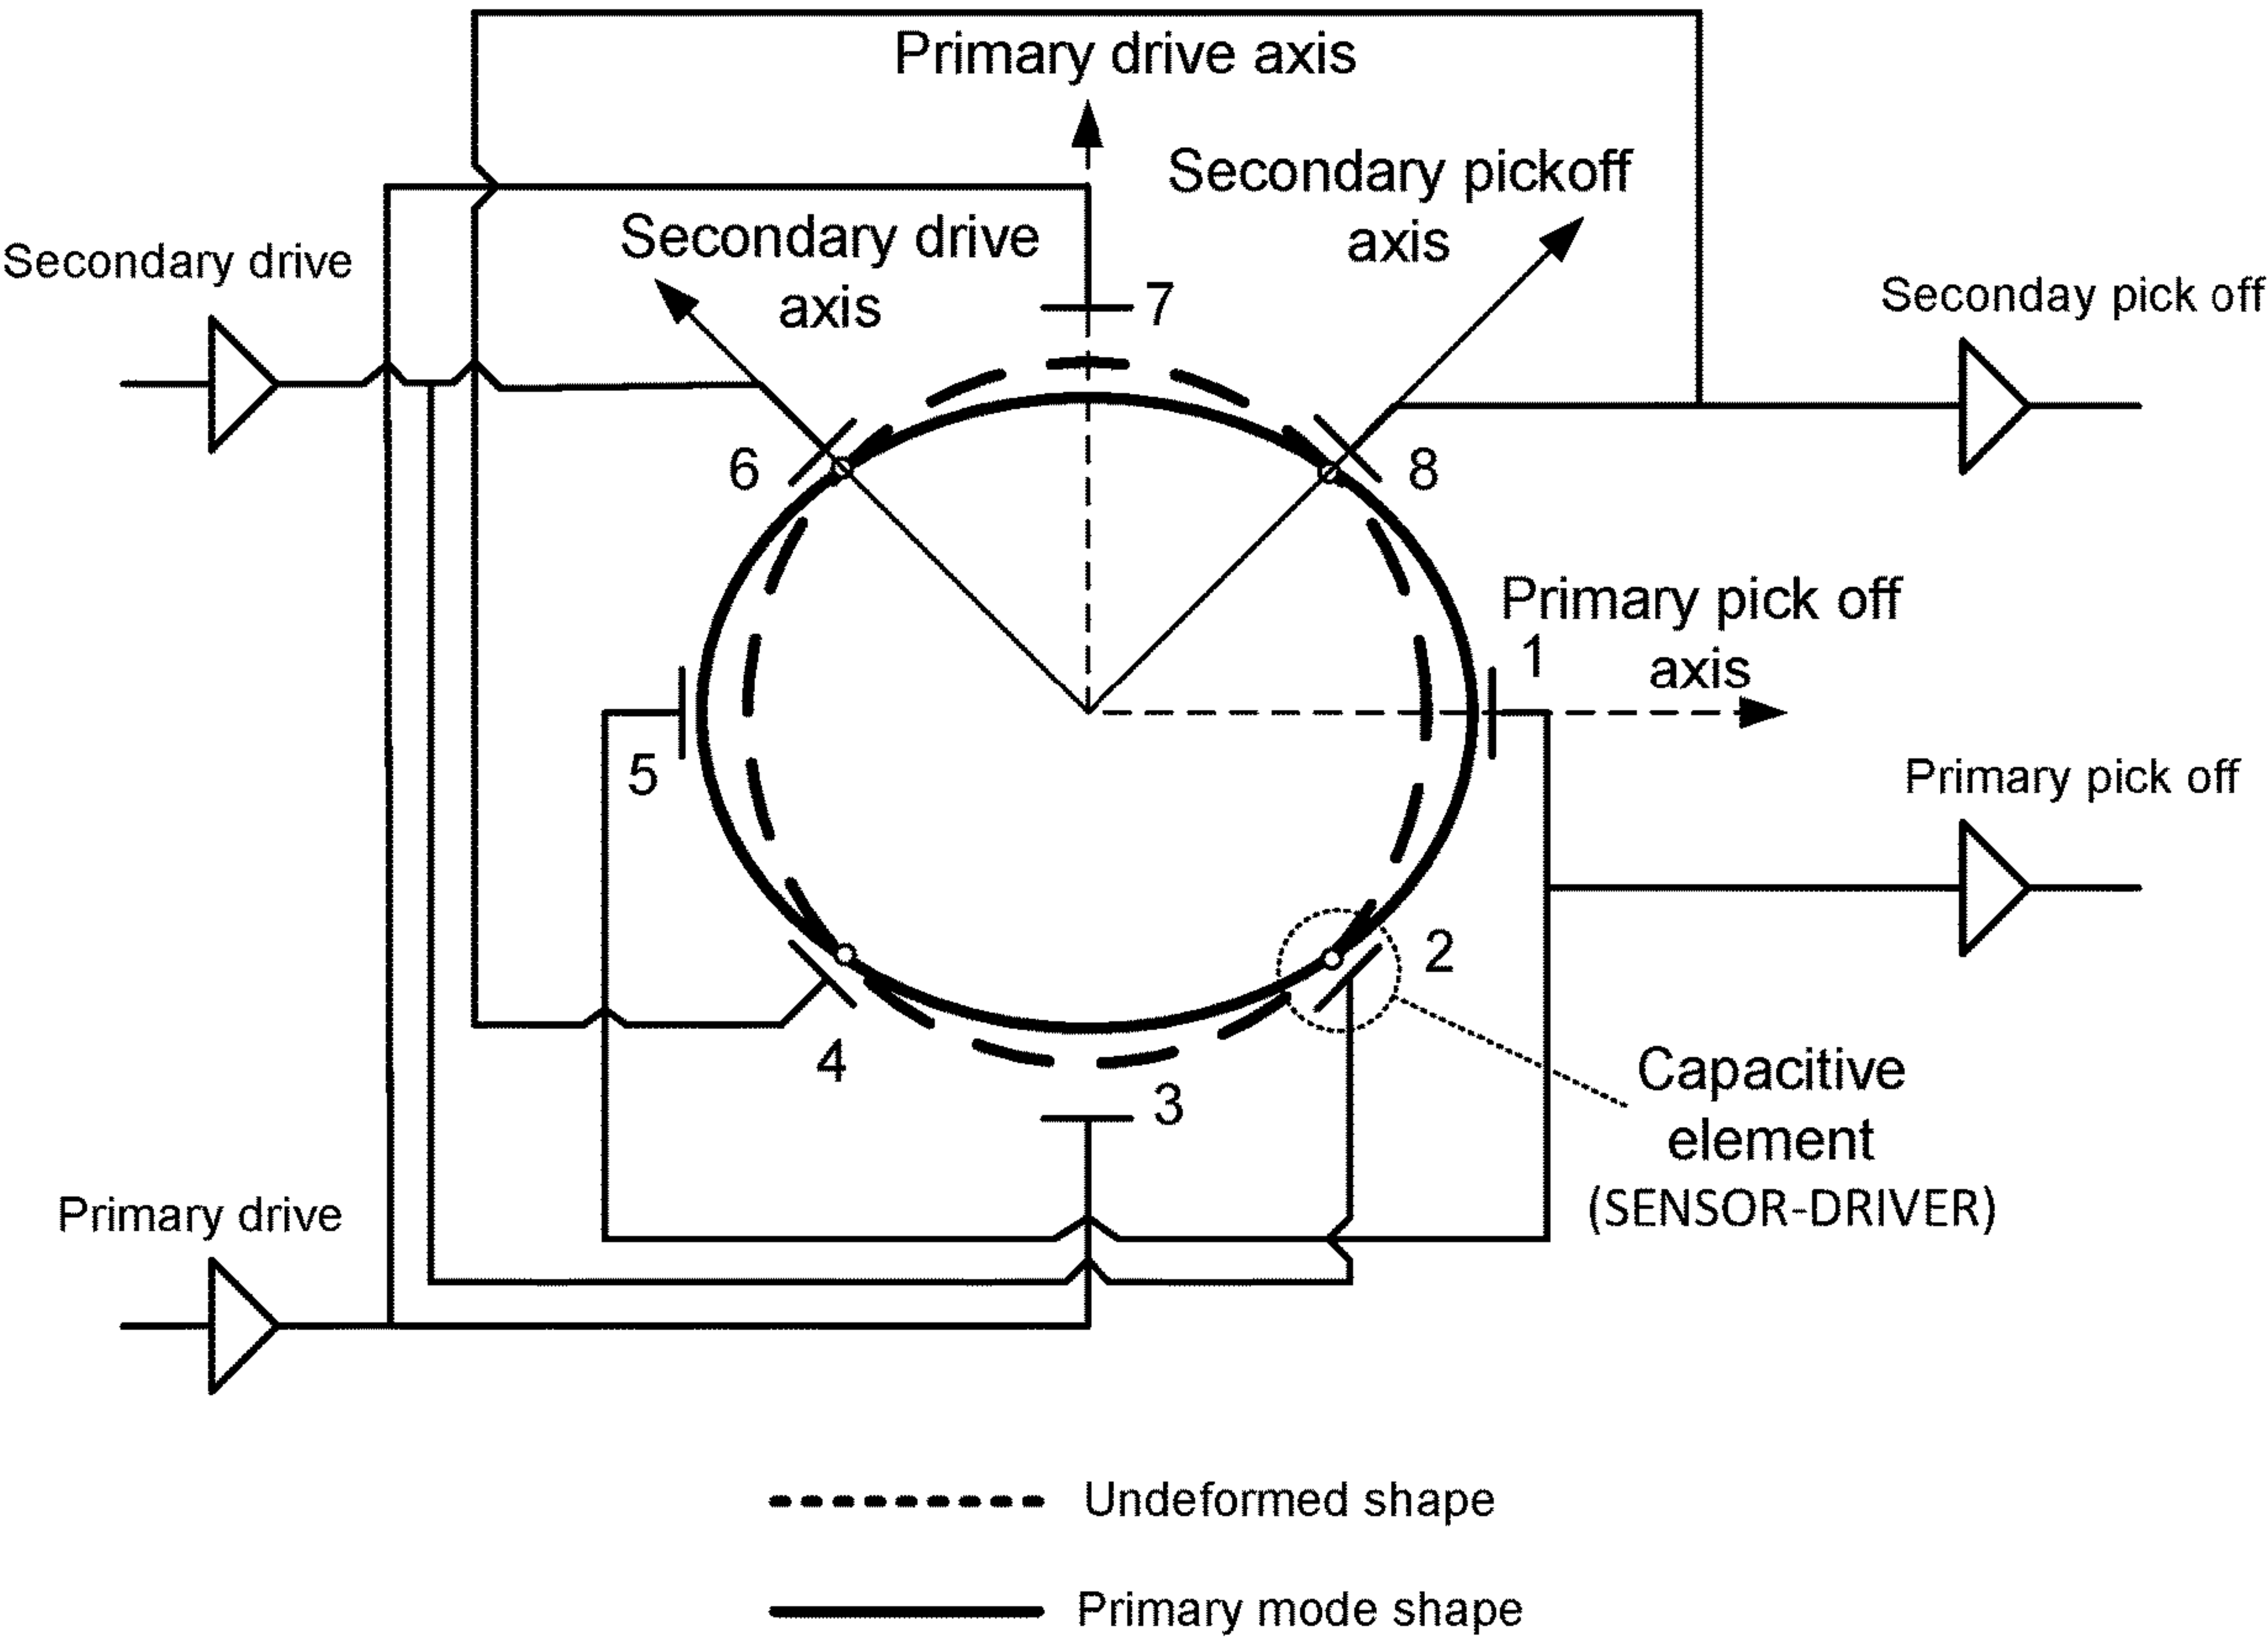 Primary drive axis
Secondary pickoff
axis
Secondary drive
axis
Secondary drive
Seconday pick off
7
6
8
Primary pick off
axis
1
5
Primary pick off
2
4
3
Capacitive
element
(SENSOR-DRIVER)
Primary drive
Undeformed shape
Primary mode shape